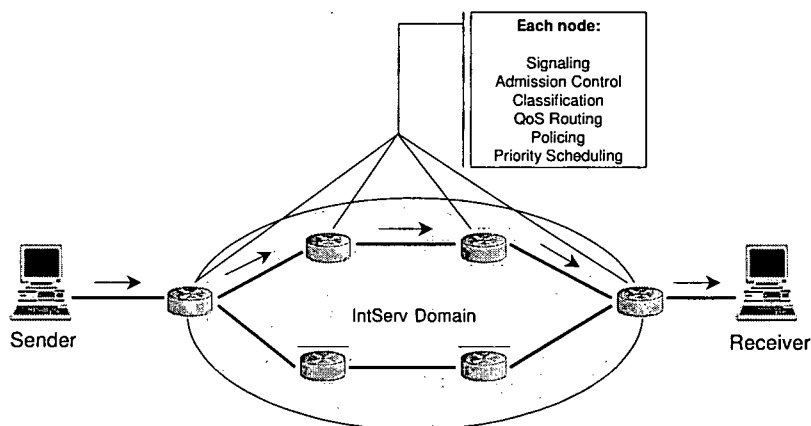 Each node:
Signaling
Admission Control
Classification
QoS Routing
Policing
Priority Scheduling
IntServ Domain
Sender
Receiver